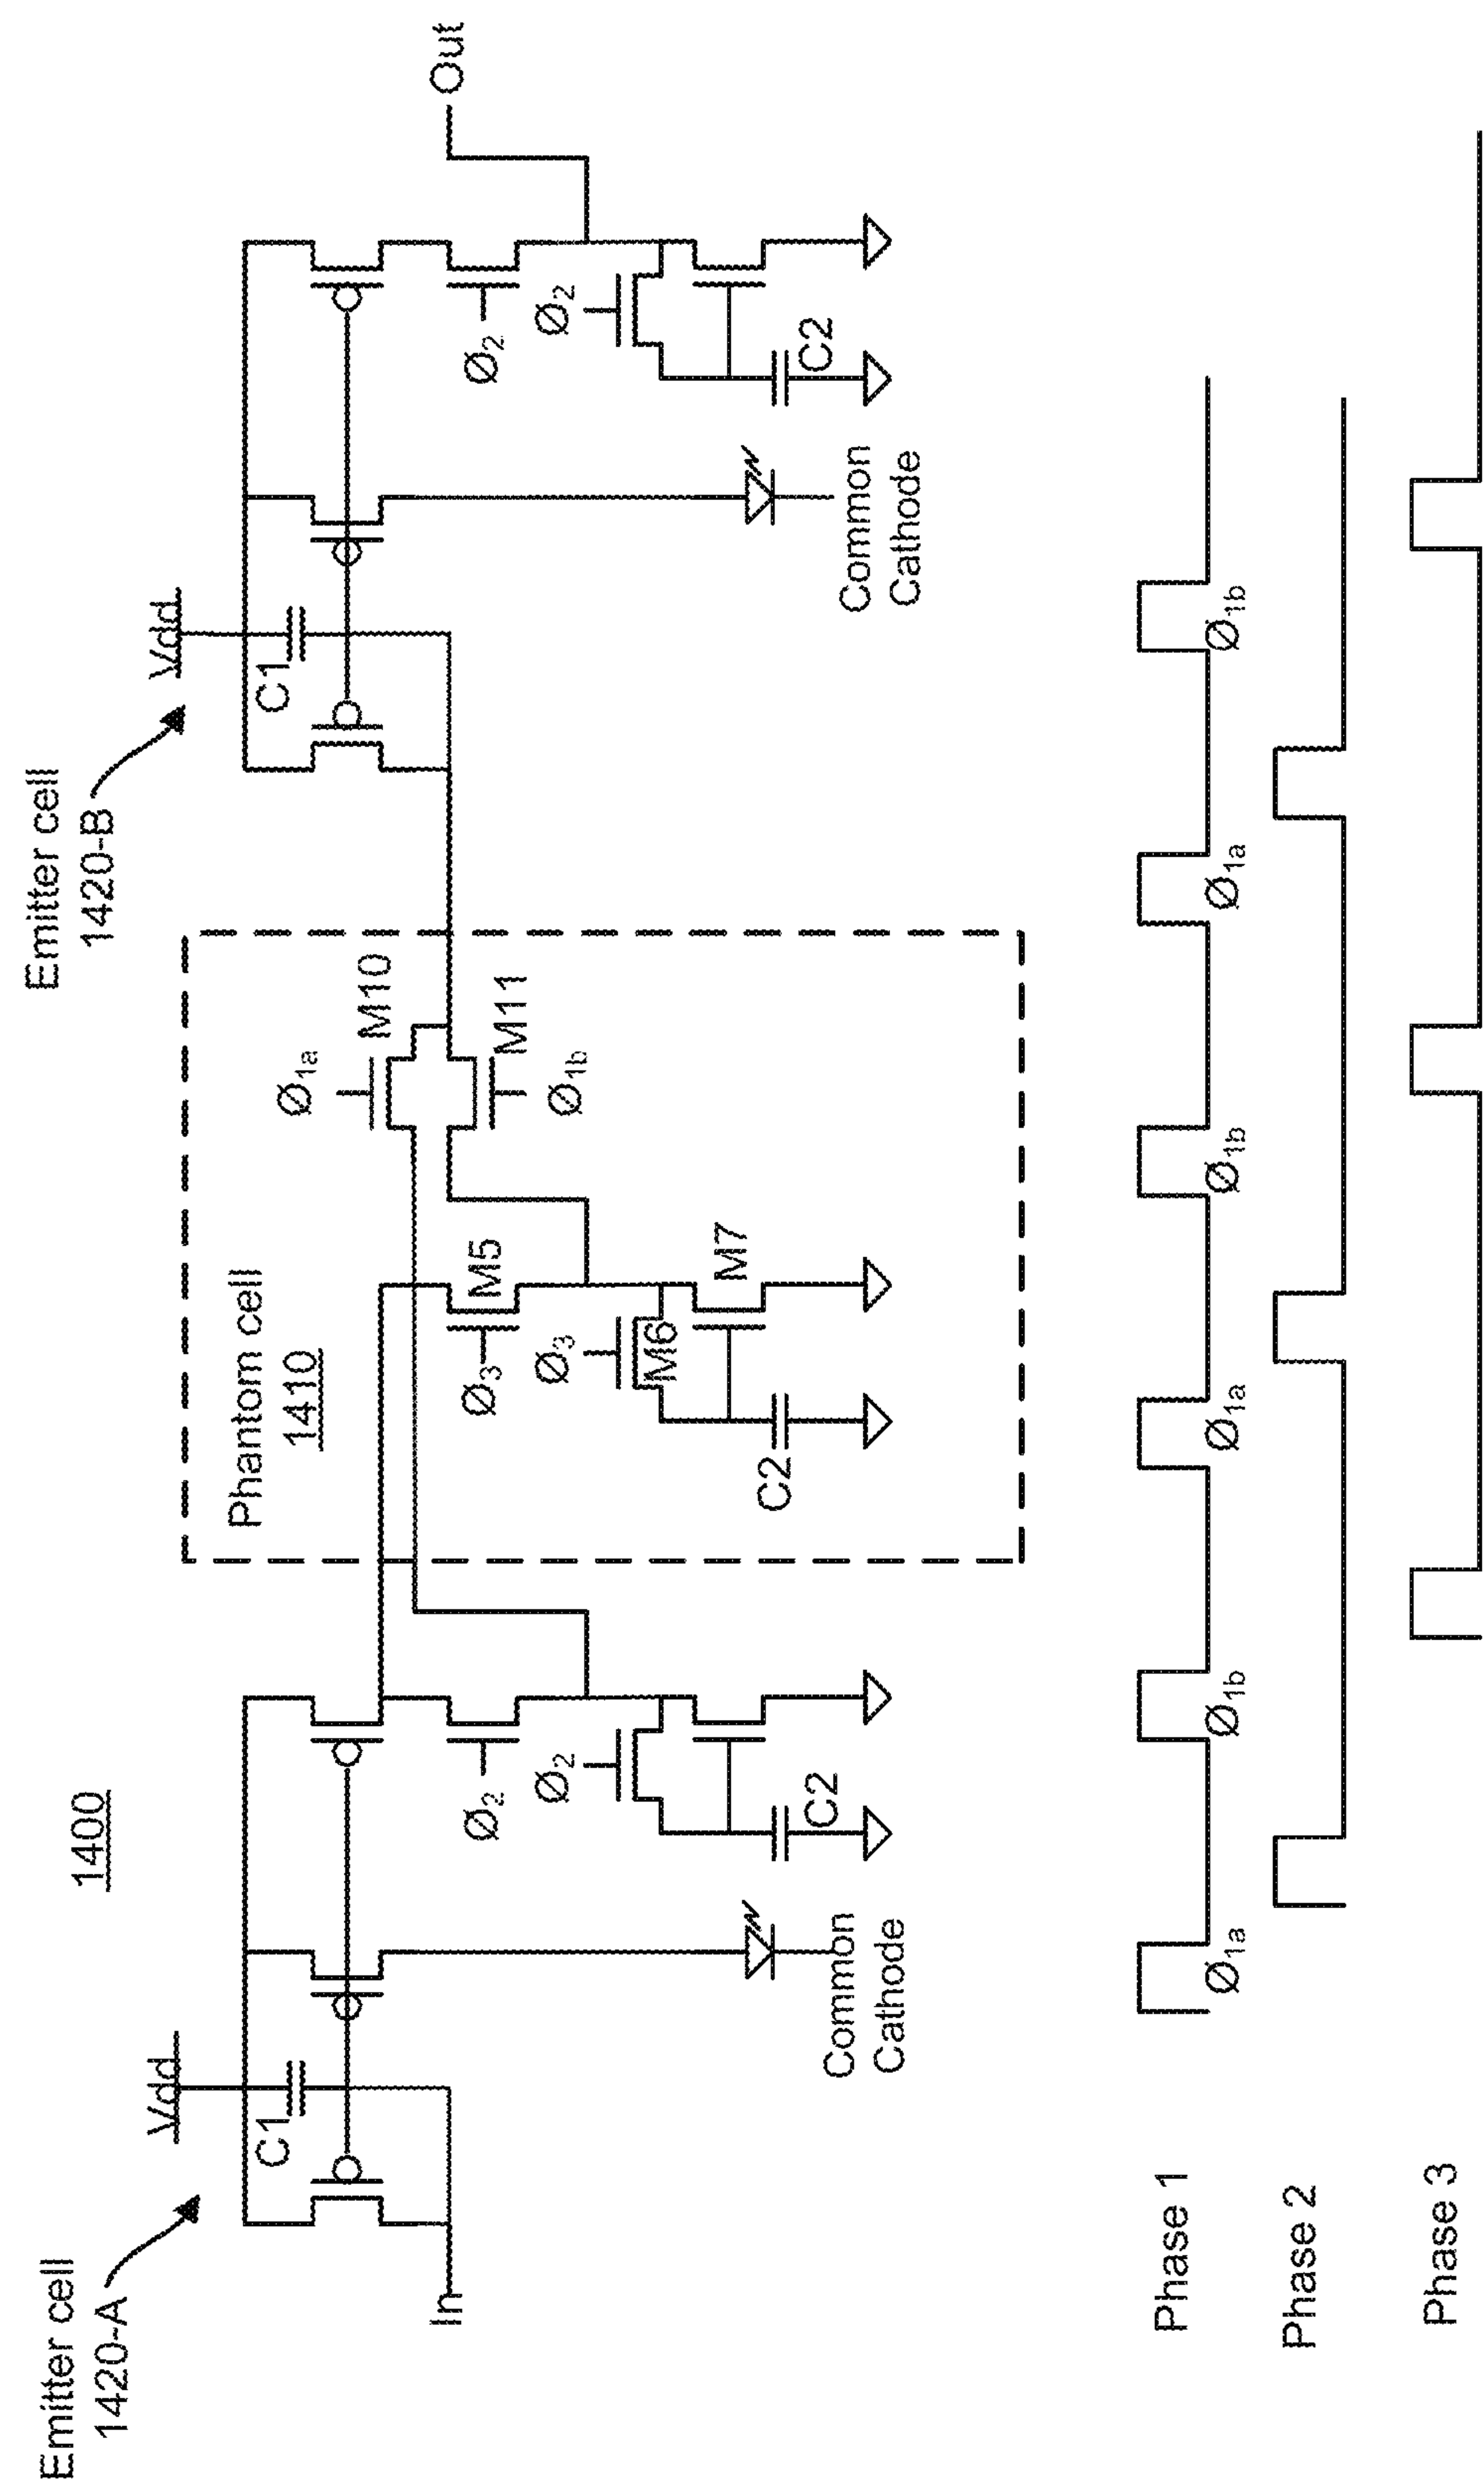 1400
Emitter cell
1420-A
Emitter cell
1420-B
Vdd
Vdd
C1
C1
In
Out
Phantom cell
1410
Ø1a
M10
M11
Ø1b
Ø2
Ø2
C2
Common
Cathode
Ø3
M5
Ø3
M6
M7
C2
Ø2
Ø2
C2
Common
Cathode
Phase 1
Ø1a
Ø1b
Ø1a
Ø1b
Ø1a
Ø1b
Phase 2
Phase 3